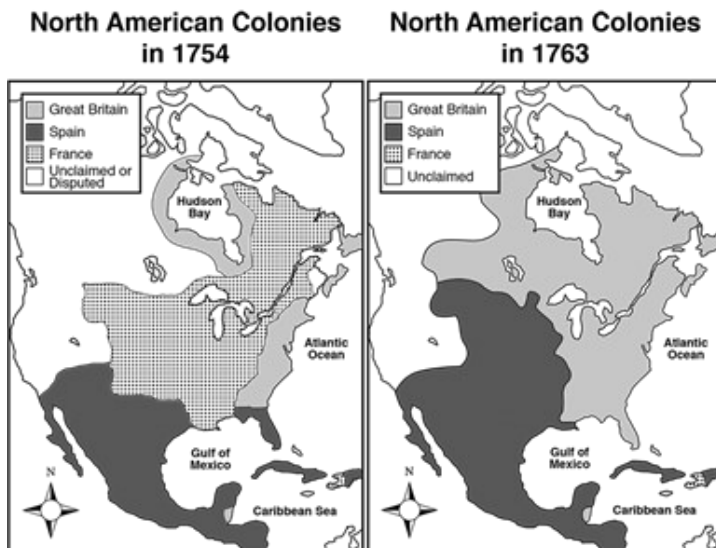 North American Colonies
in 1754
Great Britain
Spain
France
Unclaimed or
Disputed
Hudson
Bay
Atlantic
Ocean
Gulf of
Mexico
N
Caribbean Sea
North American Colonies
in 1763
Great Britain
Spain
France
Unclaimed
Hudson
Bay
Atlantic
Ocean
Gulf of
Mexico
N
Caribbean Sea